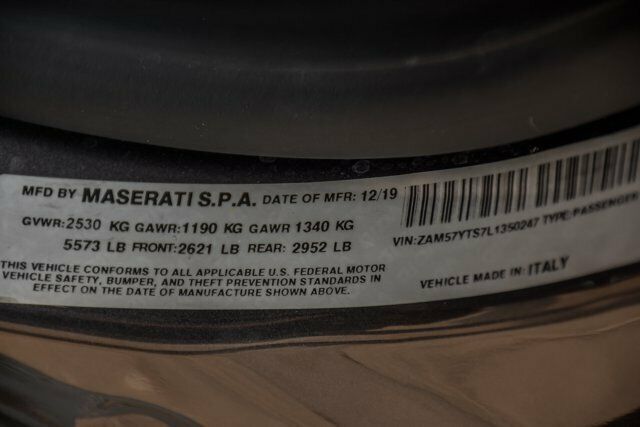 MFD BY MASERATI S.P.A. DATE OF MFR: 12/19
GVWR:2530 KG GAWR:1190 KG GAWR 1340 KG
5573 LB FRONT:2621 LB REAR: 2952 LB
THIS VEHICLE CONFORMS TO ALL APPLICABLE U.S. FEDERAL MOTOR
VEHICLE SAFETY, BUMPER, AND THEFT PREVENTION STANDARDS IN
EFFECT ON THE DATE OF MANUFACTURE SHOWN ABOVE.
VIN:ZAM57YTS7L1350247 TYPE:PASSENGER
VEHICLE MADE IN: ITALY